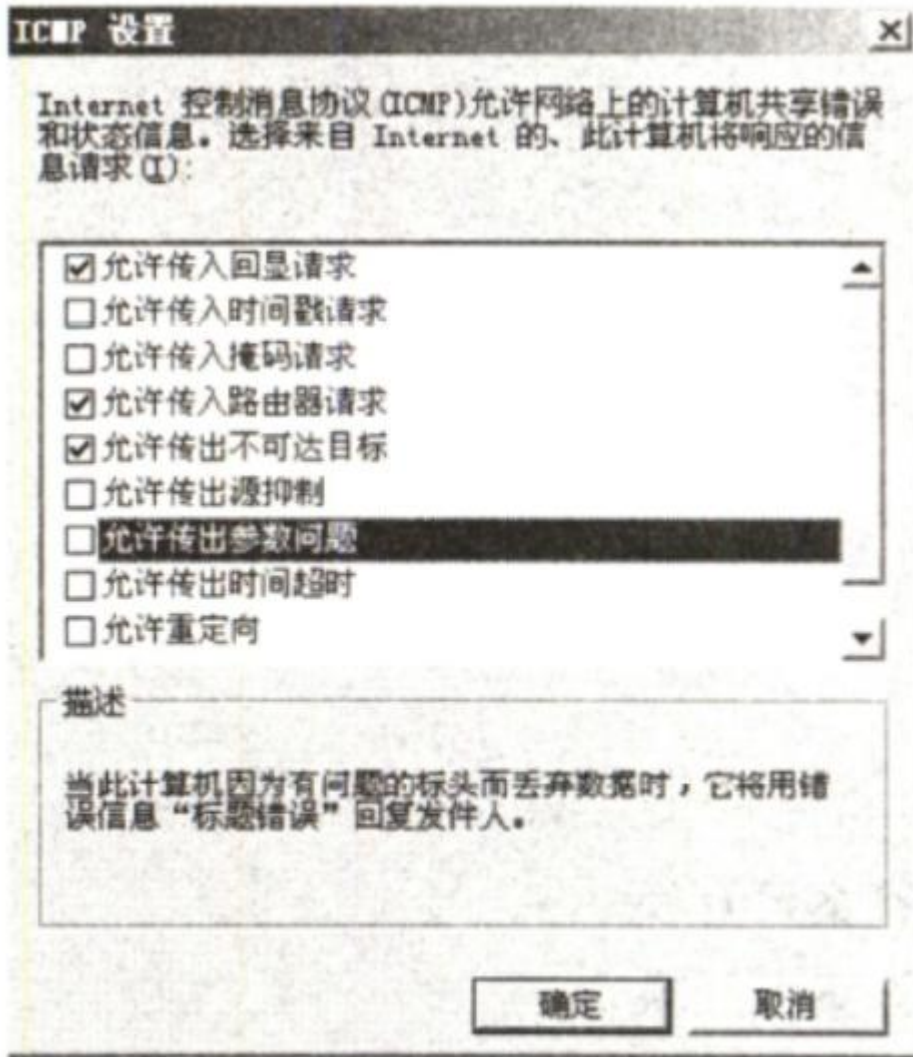 ICMP 设置
Internet 控制消息协议(ICMP)允许网络上的计算机共享错误
和状态信息。选择来自 Internet 的、此计算机将响应的信
息请求(I):
允许传入回显请求
允许传入时间戳请求
允许传入掩码请求
允许传入路由器请求
允许传出不可达目标
允许传出源抑制
允许传出参数问题
允许传出时间超时
允许重定向
描述
当此计算机因为有问题的标头而丢弃数据时，它将用错
误信息“标题错误”回复发件人。
确定
取消